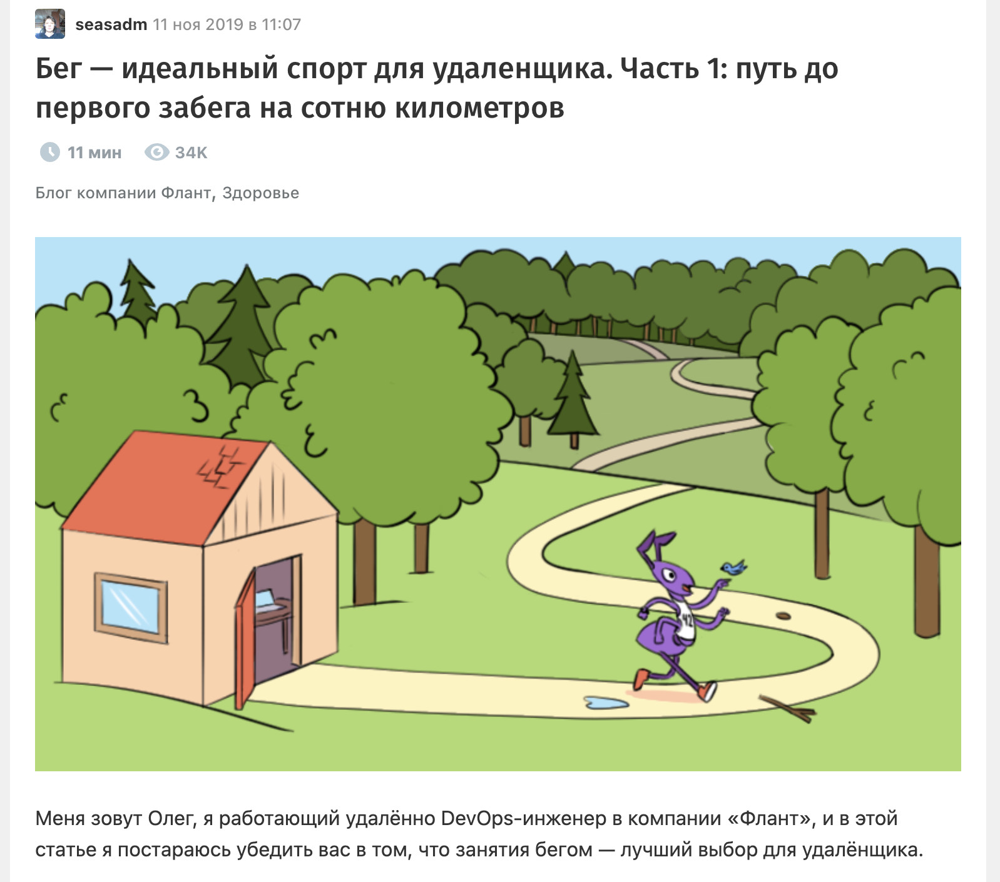 seasadm 11 ноя 2019 в 11:07
Бег — идеальный спорт для удаленщика. Часть 1: путь до
первого забега на сотню километров
11 мин 34K
Блог компании Флант, Здоровье
42
Меня зовут Олег, я работающий удалённо DevOps-инженер в компании «Флант», и в этой
статье я постараюсь убедить вас в том, что занятия бегом — лучший выбор для удалёнщика.